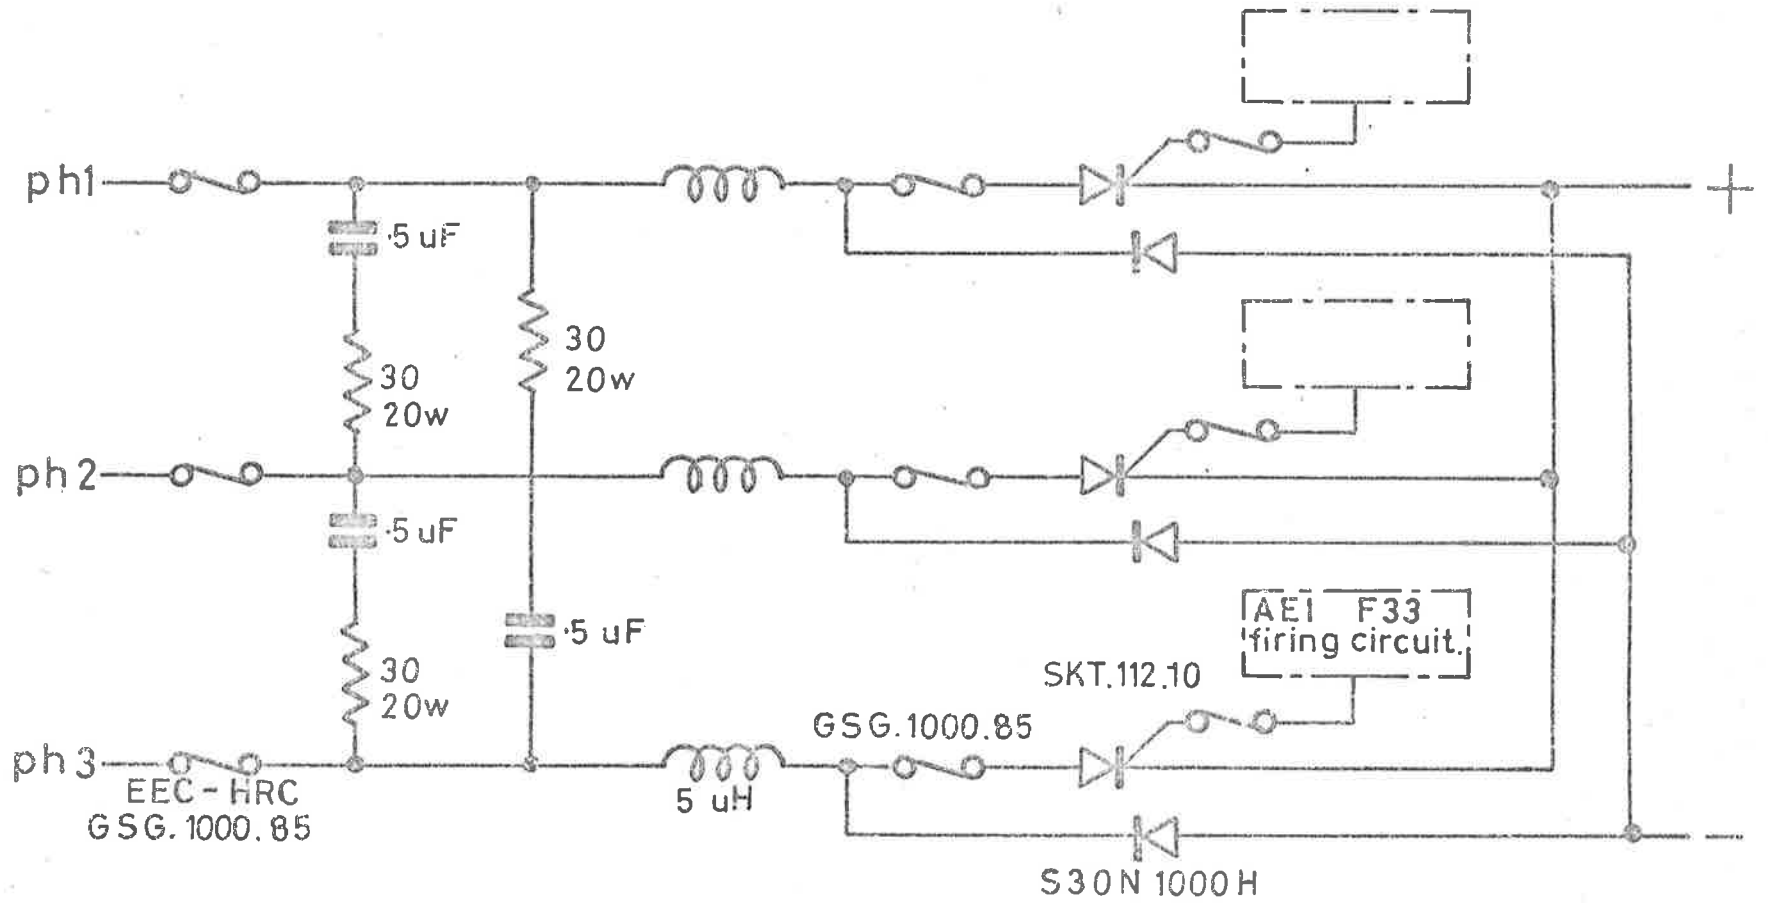 ph1
+
.5 uF
30
20w
30
20w
ph2
.5 uF
30
20w
.5 uF
AEI F33
firing circuit.
SKT.112.10
GSG.1000.85
ph3
EEC-HRC
GSG.1000.85
5 uH
S30N 1000H
—